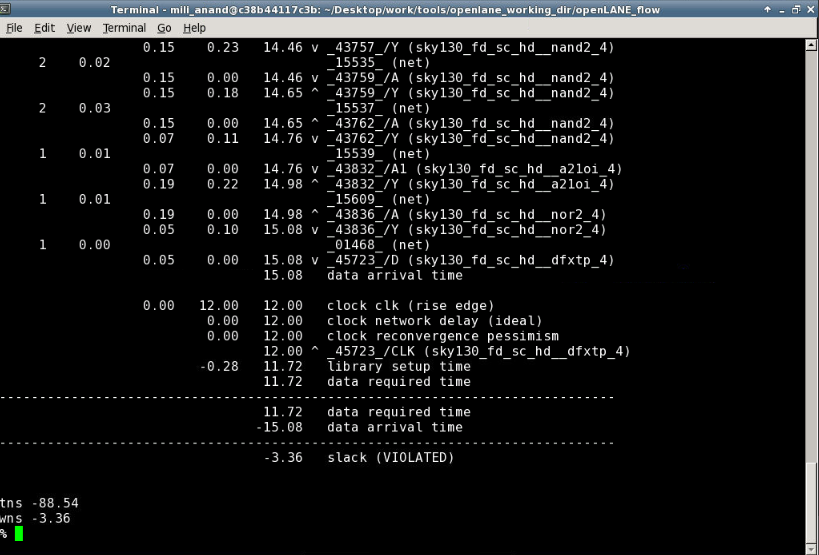 Terminal - mili_anand@c38b44117c3b: ~/Desktop/work/tools/openlane_working_dir/openLANE_flow
File Edit View Terminal Go Help
0.15 0.23 14.46 v _43757_/Y (sky130_fd_sc_hd__nand2_4)
2 0.02 _15535_ (net)
0.15 0.00 14.46 v _43759_/A (sky130_fd_sc_hd__nand2_4)
0.15 0.18 14.65 ^ _43759_/Y (sky130_fd_sc_hd__nand2_4)
2 0.03 _15537_ (net)
0.15 0.00 14.65 ^ _43762_/A (sky130_fd_sc_hd__nand2_4)
0.07 0.11 14.76 v _43762_/Y (sky130_fd_sc_hd__nand2_4)
1 0.01 _15539_ (net)
0.07 0.00 14.76 v _43832_/A1 (sky130_fd_sc_hd__a21oi_4)
0.19 0.22 14.98 ^ _43832_/Y (sky130_fd_sc_hd__a21oi_4)
1 0.01 _15609_ (net)
0.19 0.00 14.98 ^ _43836_/A (sky130_fd_sc_hd__nor2_4)
0.05 0.10 15.08 v _43836_/Y (sky130_fd_sc_hd__nor2_4)
1 0.00 _01468_ (net)
0.05 0.00 15.08 v _45723_/D (sky130_fd_sc_hd__dfxtp_4)
15.08 data arrival time
0.00 12.00 12.00 clock clk (rise edge)
0.00 12.00 clock network delay (ideal)
0.00 12.00 clock reconvergence pessimism
12.00 ^ _45723_/CLK (sky130_fd_sc_hd__dfxtp_4)
-0.28 11.72 library setup time
11.72 data required time
---------------------------------------------------------------------------
11.72 data required time
-15.08 data arrival time
---------------------------------------------------------------------------
-3.36 slack (VIOLATED)
tns -88.54
wns -3.36
%